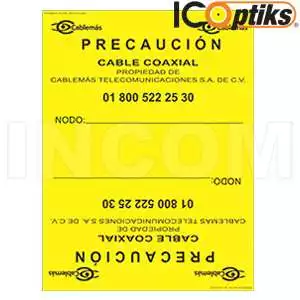 ICOptiks
Cablemás
Cablemás
PRECAUCIÓN
CABLE COAXIAL
PROPIEDAD DE
CABLEMÁS TELECOMUNICACIONES S.A. DE C.V.
01 800 522 25 30
NODO:
INCOM
NODO:
01 800 522 25 30
CABLEMÁS TELECOMUNICACIONES S.A. DE C.V.
PROPIEDAD DE
CABLE COAXIAL
PRECAUCIÓN
Cablemás
Cablemás